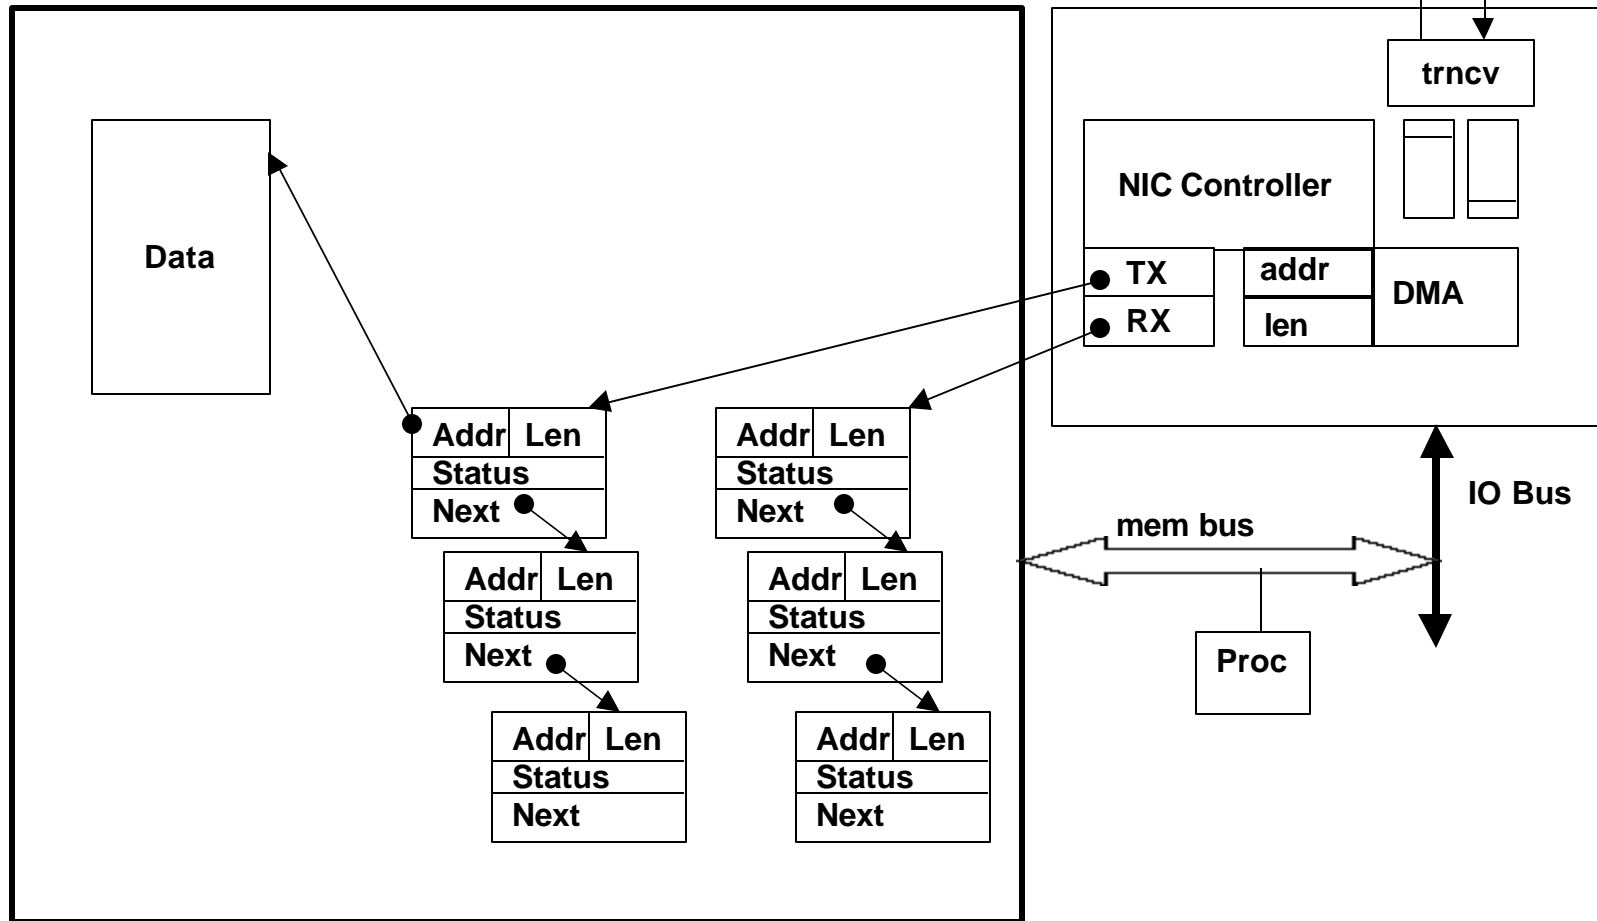 trncv
NIC Controller
Data
TX
addr
DMA
RX
len
Addr Len
Status
Next
Addr Len
Status
Next
Addr Len
Status
Next
Addr Len
Status
Next
Addr Len
Status
Next
Addr Len
Status
Next
IO Bus
mem bus
Proc